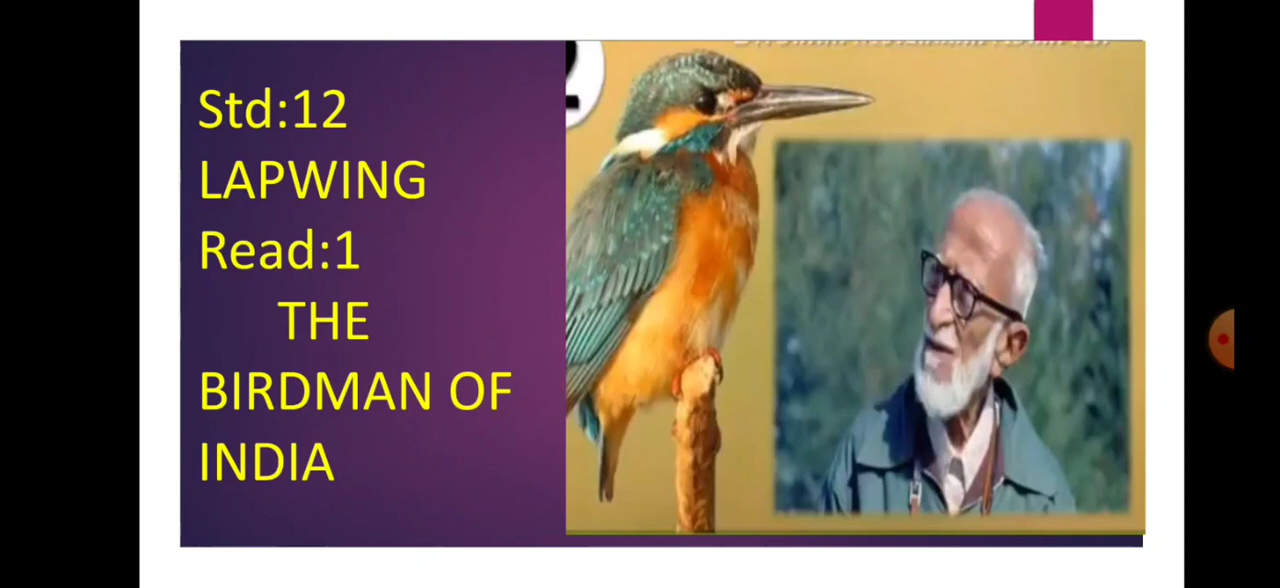 Std:12
LAPWING
Read:1
THE
BIRDMAN OF
INDIA